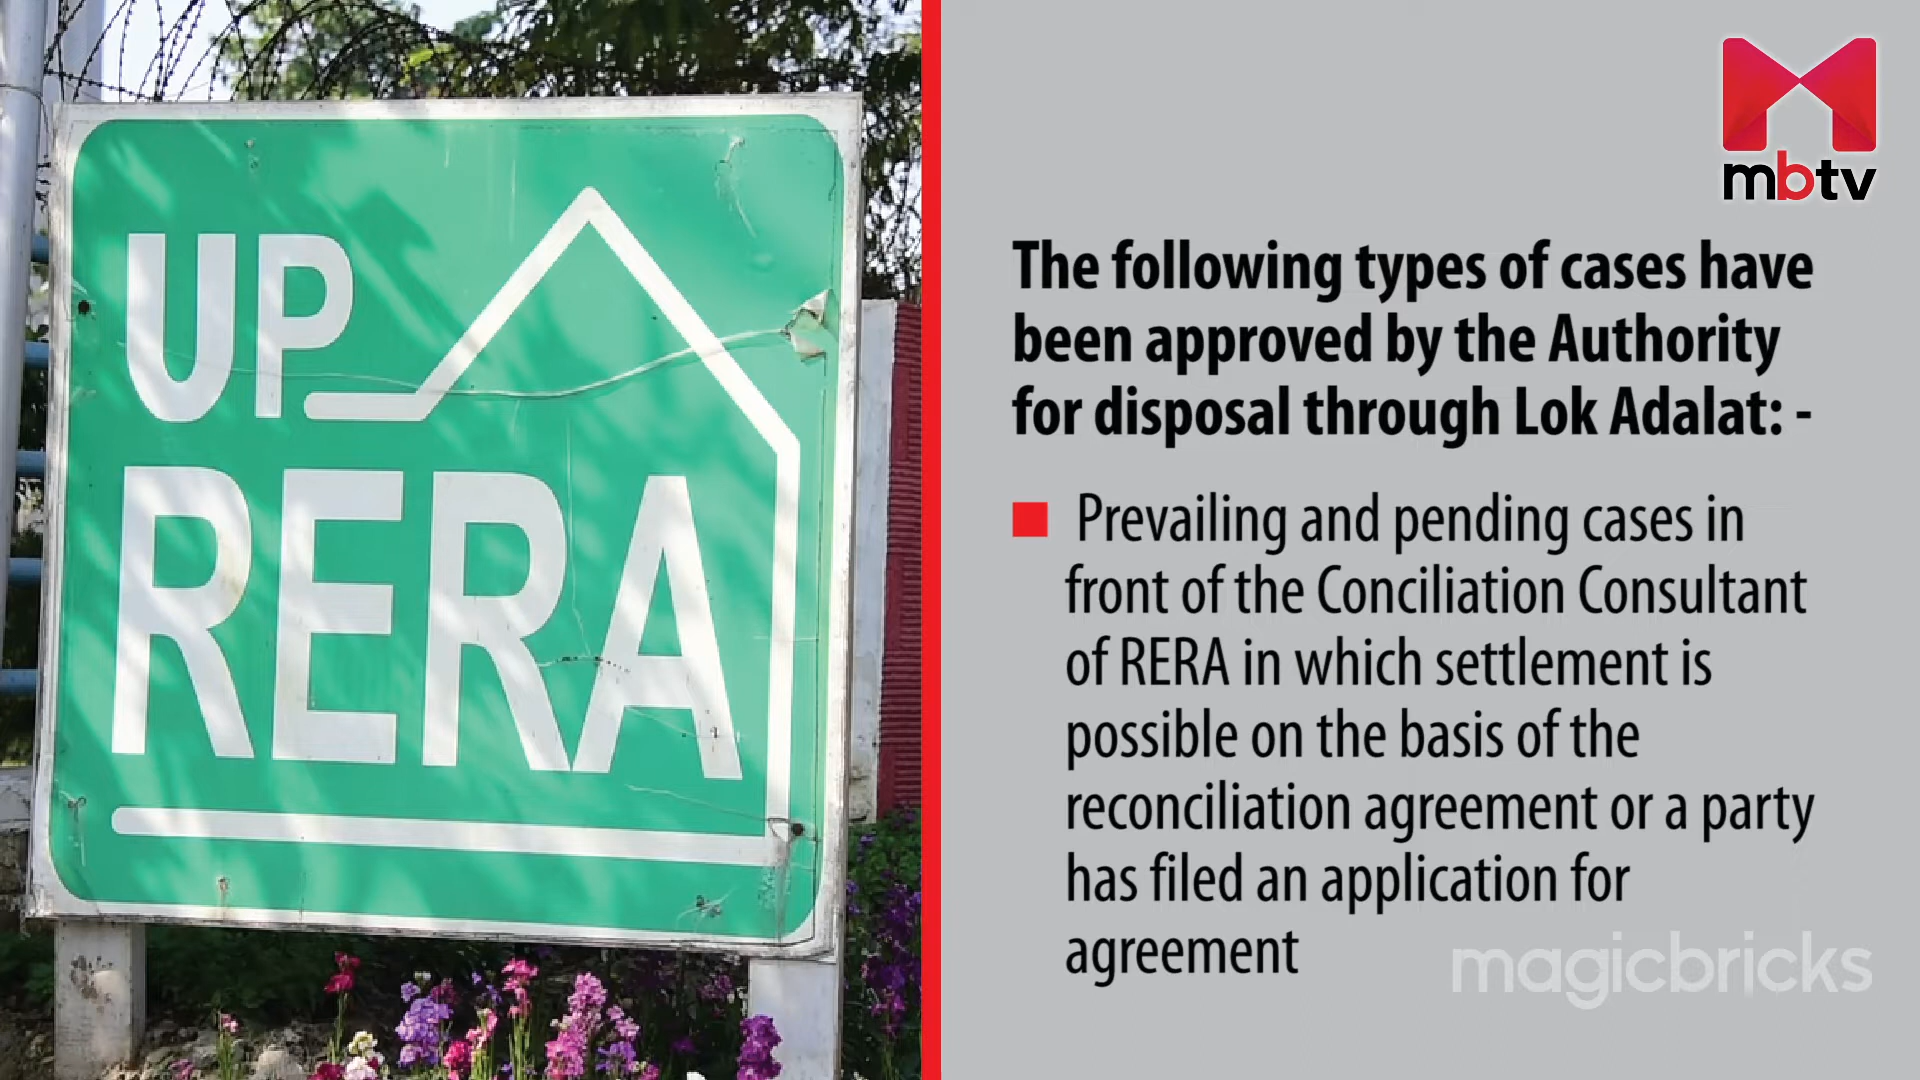 UP
RERA
mbtv
The following types of cases have
been approved by the Authority
for disposal through Lok Adalat: -
Prevailing and pending cases in
front of the Conciliation Consultant
of RERA in which settlement is
possible on the basis of the
reconciliation agreement or a party
has filed an application for
agreement
magicbricks